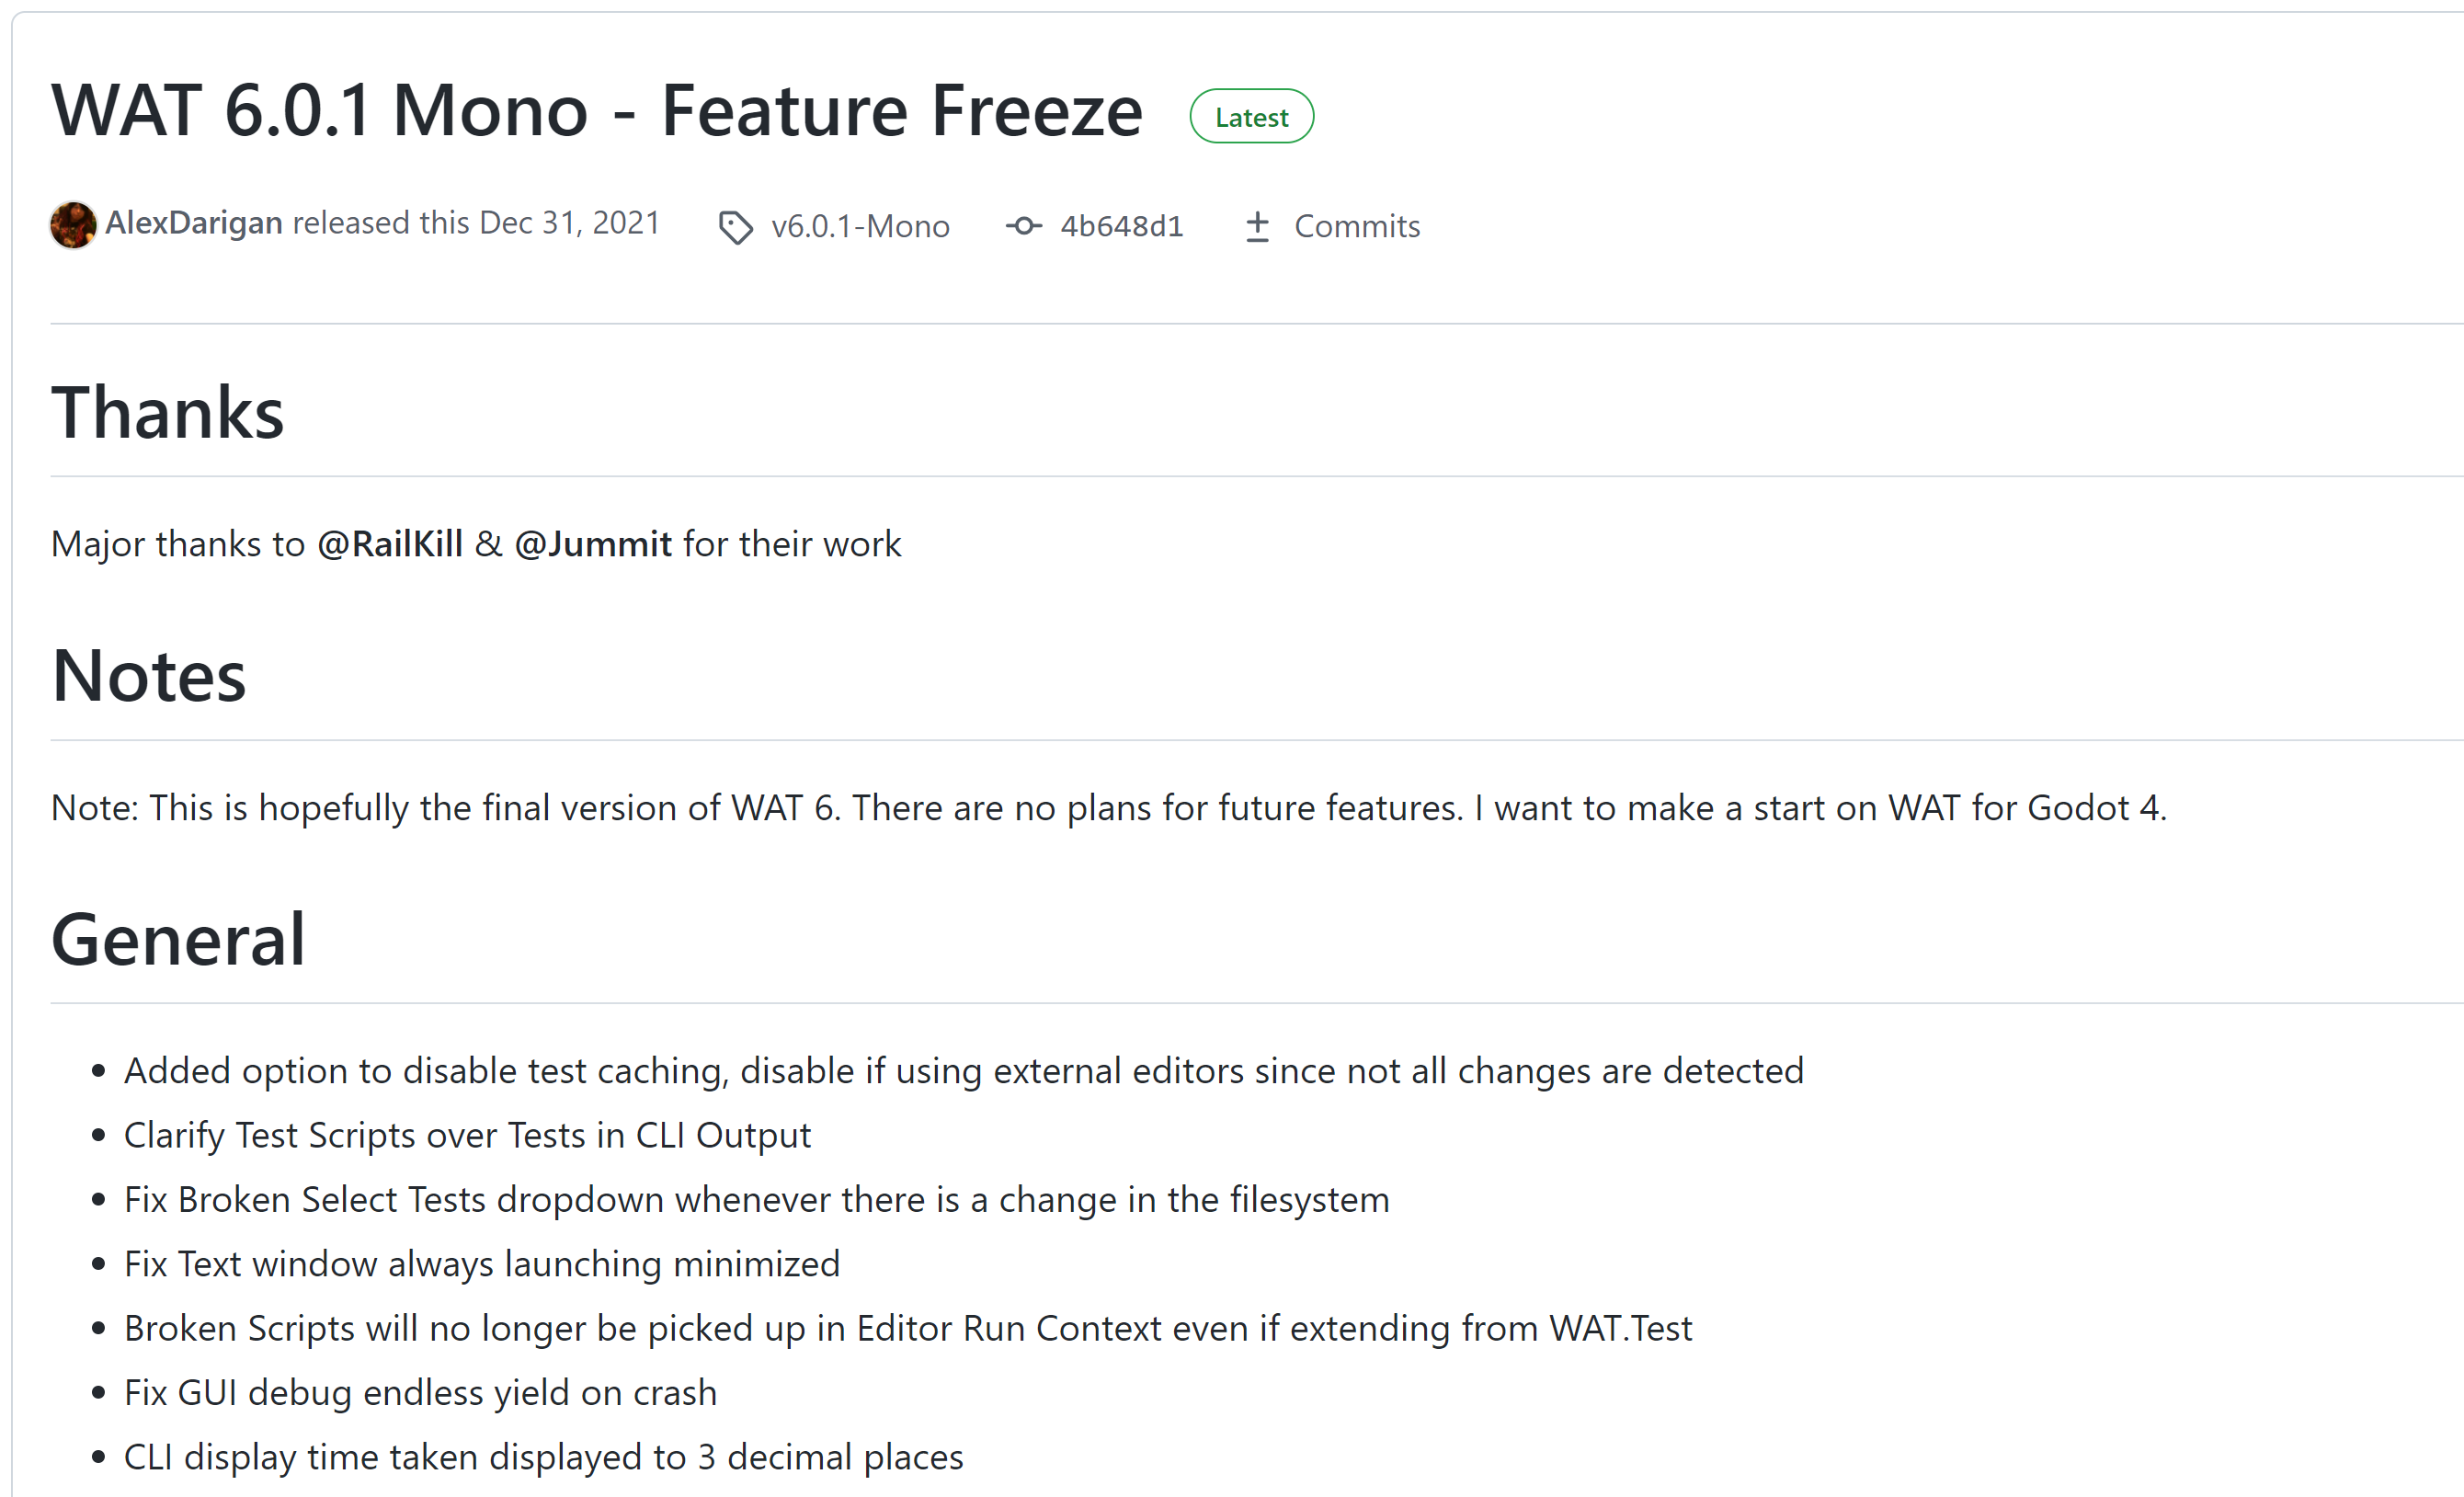 WAT 6.0.1 Mono - Feature Freeze Latest
AlexDarigan released this Dec 31, 2021 v6.0.1-Mono 4b648d1 Commits
Thanks
Major thanks to @RailKill & @Jummit for their work
Notes
Note: This is hopefully the final version of WAT 6. There are no plans for future features. I want to make a start on WAT for Godot 4.
General
• Added option to disable test caching, disable if using external editors since not all changes are detected
• Clarify Test Scripts over Tests in CLI Output
• Fix Broken Select Tests dropdown whenever there is a change in the filesystem
• Fix Text window always launching minimized
• Broken Scripts will no longer be picked up in Editor Run Context even if extending from WAT.Test
• Fix GUI debug endless yield on crash
• CLI display time taken displayed to 3 decimal places